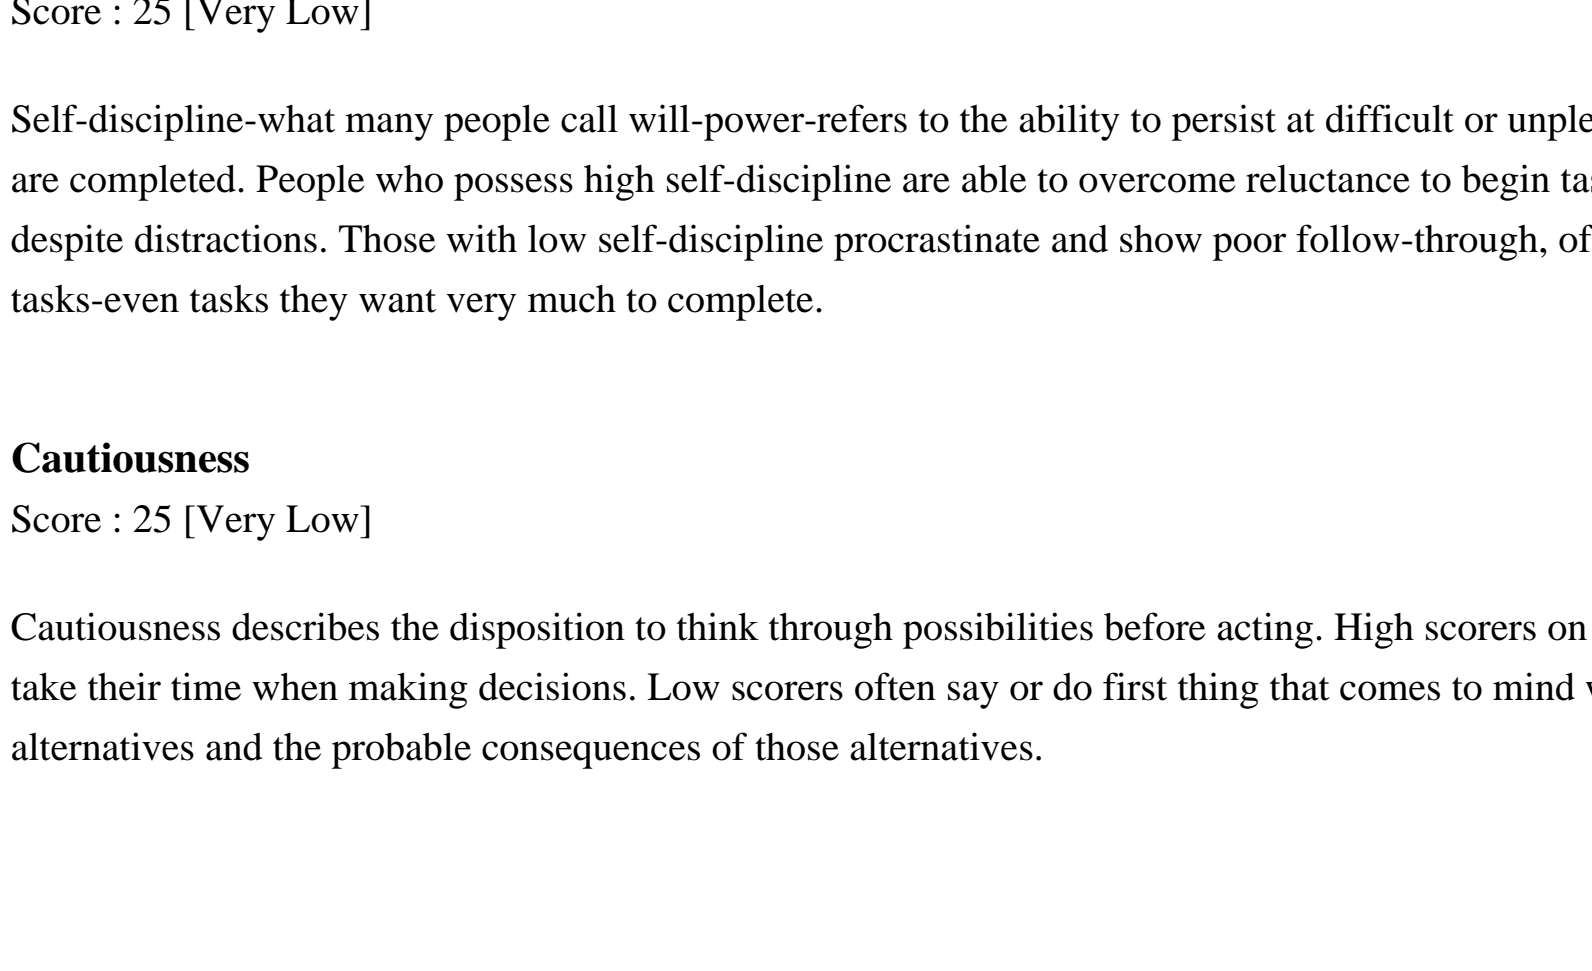 Score : 25 [Very Low]
Self-discipline-what many people call will-power-refers to the ability to persist at difficult or
are completed. People who possess high self-discipline are able to overcome reluctance to begin
despite distractions. Those with low self-discipline procrastinate and show poor follow-through,
tasks-even tasks they want very much to complete.
Cautiousness
Score : 25 [Very Low]
Cautiousness describes the disposition to think through possibilities before acting. High scorers on
take their time when making decisions. Low scorers often say or do first thing that comes to mind
alternatives and the probable consequences of those alternatives.